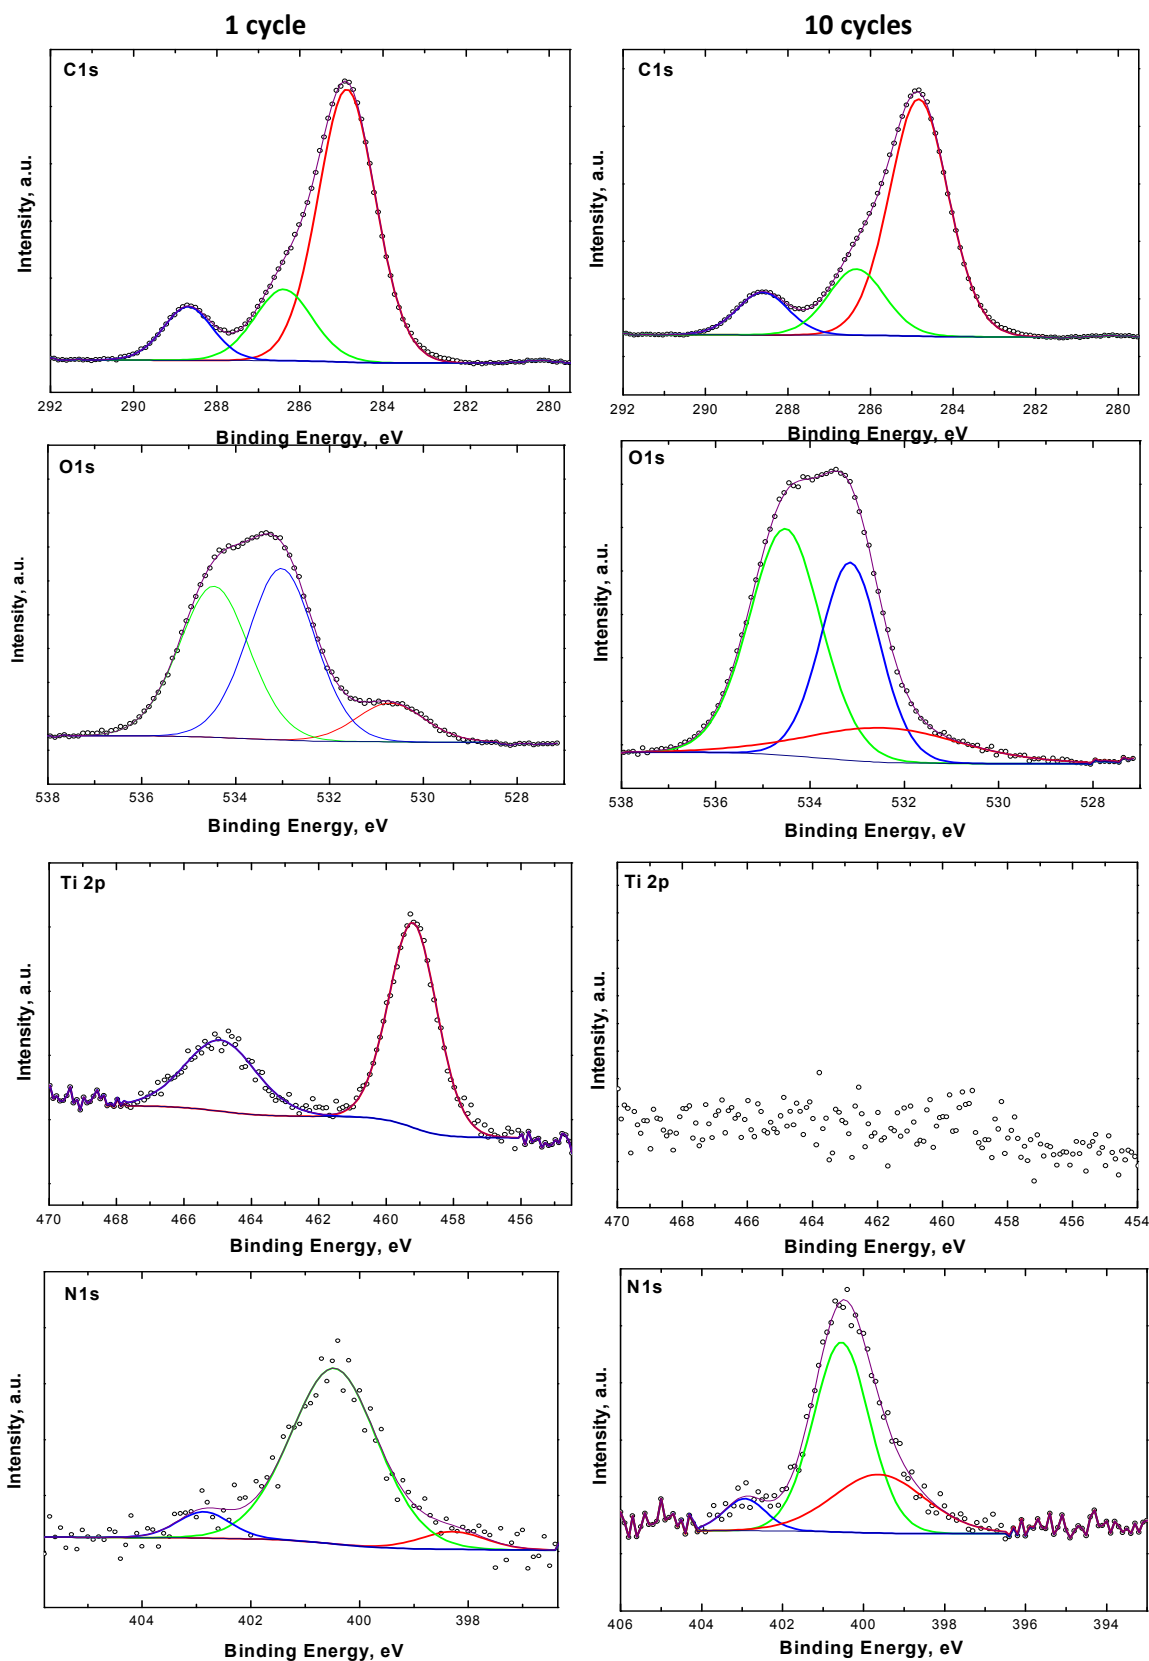 1 cycle 10 cycles
C1s
Intensity, a.u.
292 290 288 286 284 282 280
Binding Energy, eV
C1s
Intensity, a.u.
292 290 288 286 284 282 280
Binding Energy, eV
O1s
Intensity, a.u.
538 536 534 532 530 528
Binding Energy, eV
O1s
Intensity, a.u.
538 536 534 532 530 528
Binding Energy, eV
Ti 2p
Intensity, a.u.
470 468 466 464 462 460 458 456
Binding Energy, eV
Ti 2p
Intensity, a.u.
470 468 466 464 462 460 458 456 454
Binding Energy, eV
N1s
Intensity, a.u.
404 402 400 398
Binding Energy, eV
N1s
Intensity, a.u.
406 404 402 400 398 396 394
Binding Energy, eV